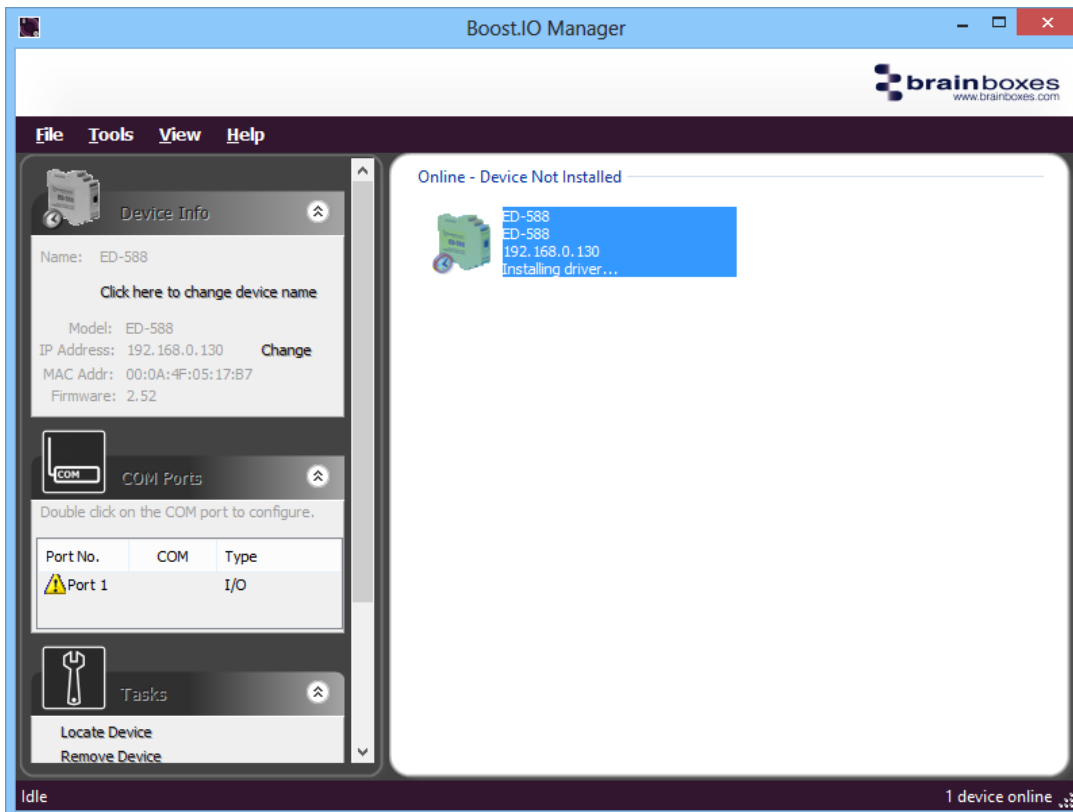 Boost.IO Manager
brainboxes
www.brainboxes.com
File Tools View Help
Device Info
Name: ED-588
Click here to change device name
Model: ED-588
IP Address: 192.168.0.130 Change
MAC Addr: 00:0A:4F:05:17:B7
Firmware: 2.52
COM
COM Ports
Double click on the COM port to configure.
Port No. COM Type
Port 1 I/O
Tasks
Locate Device
Remove Device
Online - Device Not Installed
ED-588
ED-588
192.168.0.130
Installing driver...
Idle
1 device online